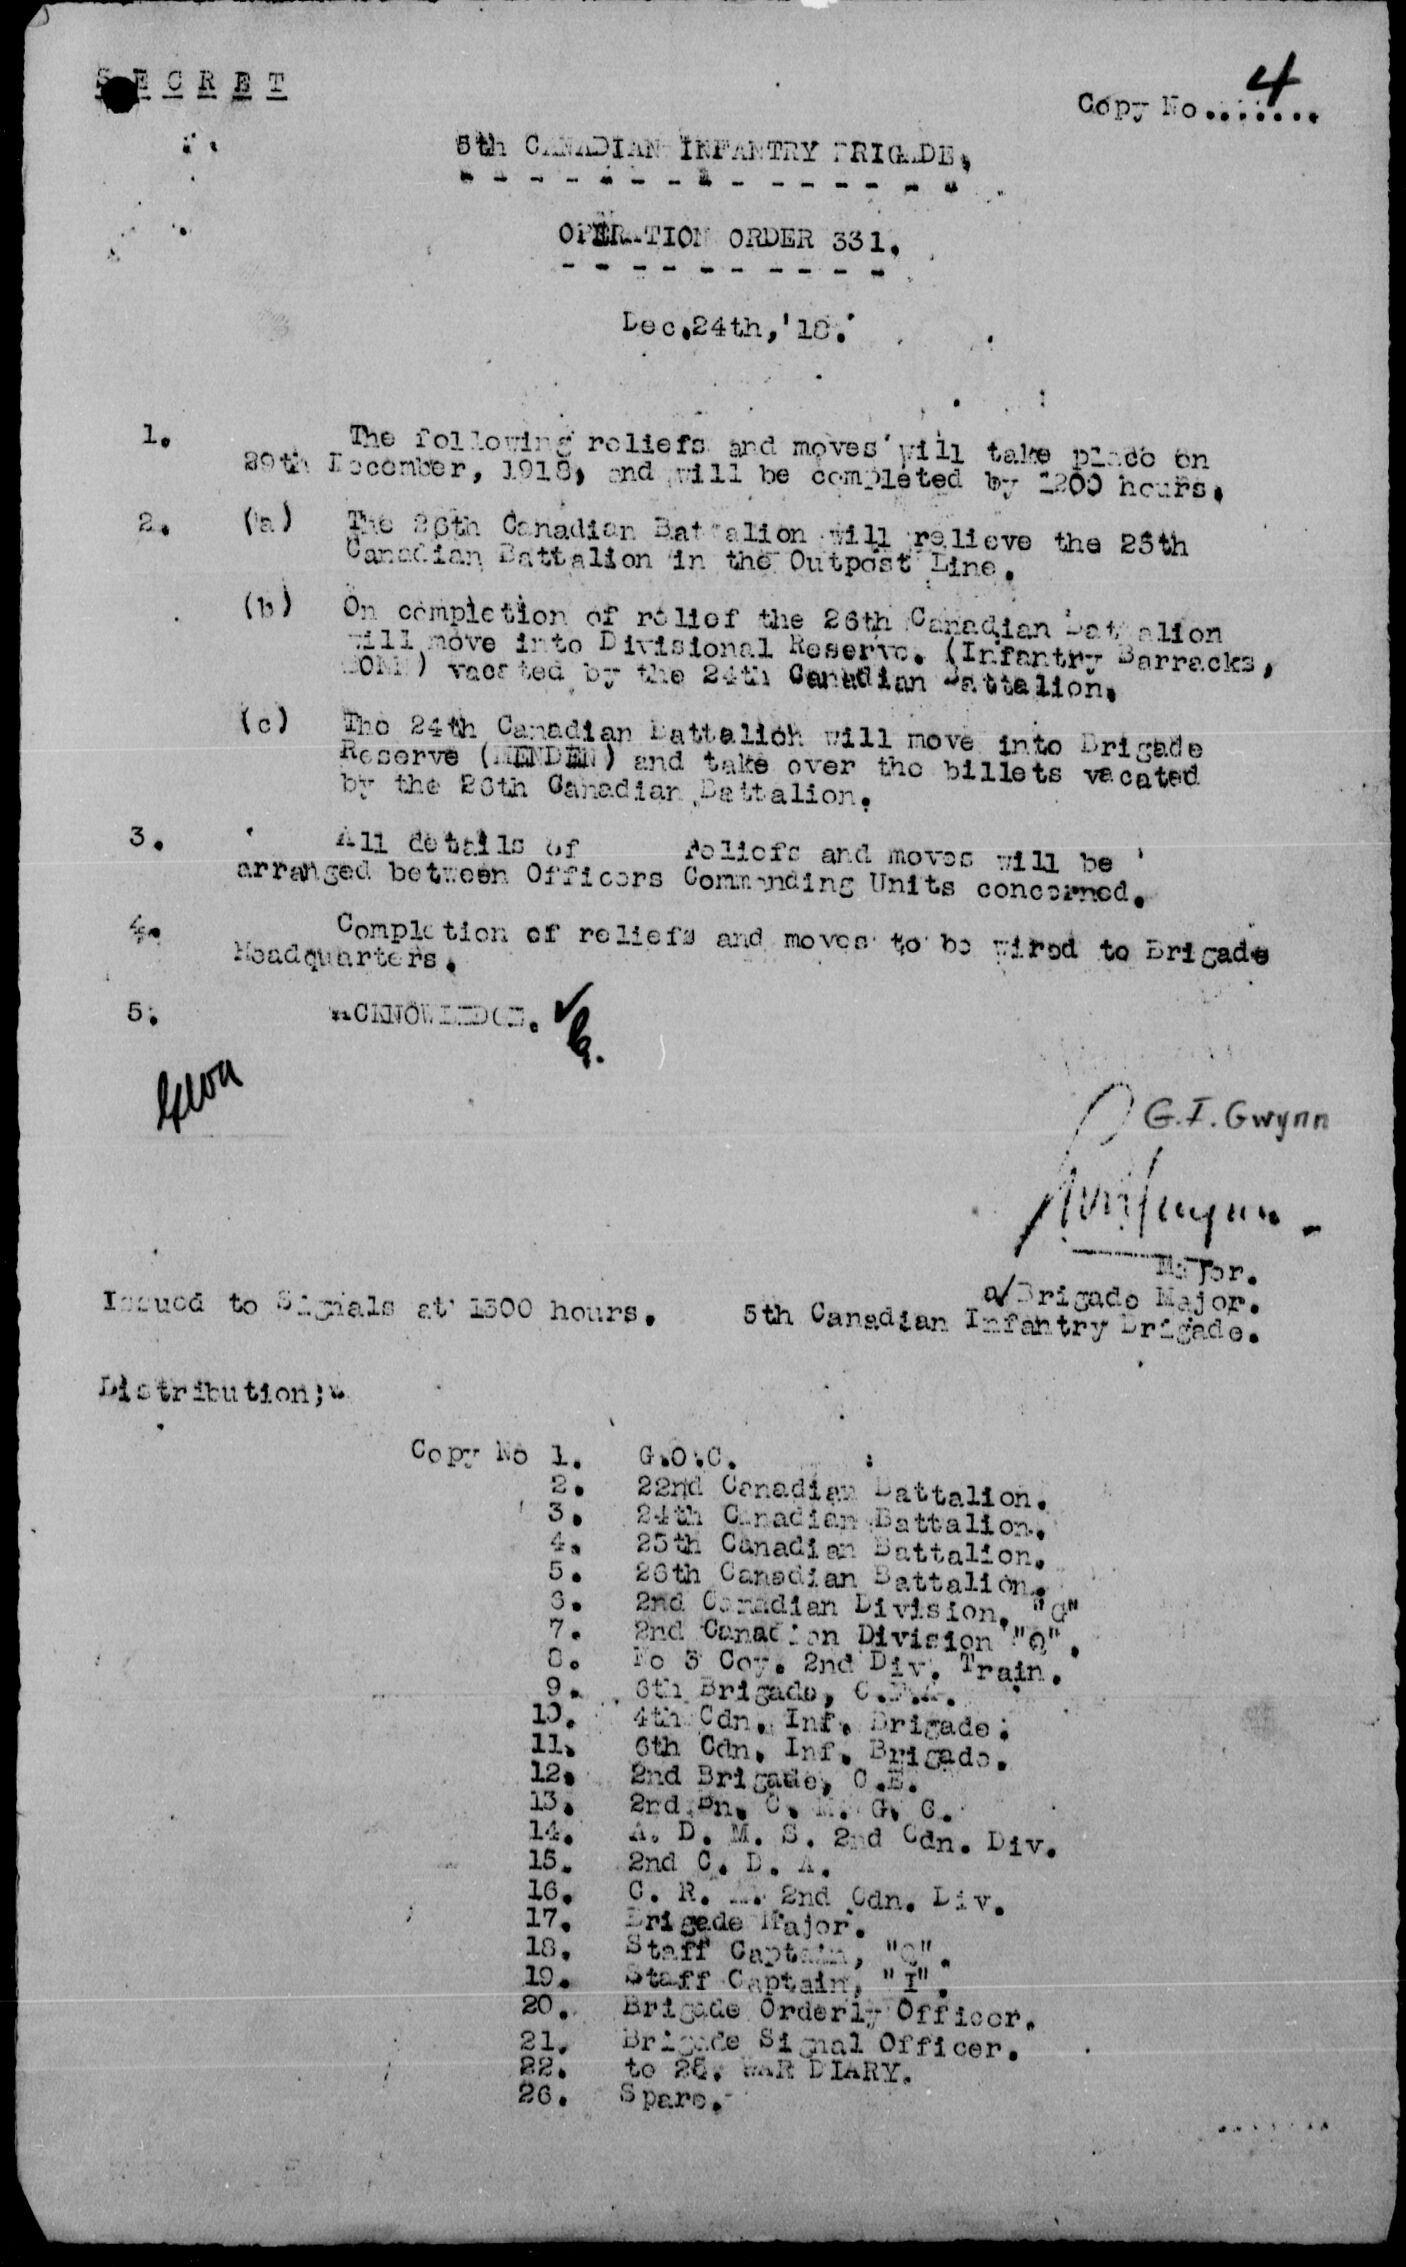 SECRET
Copy No....4...
5th CANADIAN INFANTRY BRIGADE,
OPERATION ORDER 331.
Dec.24th,'18.
1. The following reliefs and moves will take place on
29th December, 1918, and will be completed by 1200 hours.
2. (a) The 26th Canadian Battalion will relieve the 25th
Canadian Battalion in the Outpost Line.
(b) On completion of relief the 26th Canadian Battalion
will move into Divisional Reserve. (Infantry Barracks,
BONN) vacated by the 24th Canadian Battalion.
(c) The 24th Canadian Battalion will move into Brigade
Reserve (MENDEN) and take over the billets vacated
by the 26th Canadian Battalion.
3. All details of reliefs and moves will be
arranged between Officers Commanding Units concerned.
4. Completion of reliefs and moves to be wired to Brigade
Headquarters.
5. ACKNOWLEDGE.
G.I. Gwynn
Major.
a/Brigade Major.
Issued to Signals at 1300 hours. 5th Canadian Infantry Brigade.
Distribution;-
Copy No 1. G.O.C.
2. 22nd Canadian Battalion.
3. 24th Canadian Battalion.
4. 25th Canadian Battalion.
5. 26th Canadian Battalion.
6. 2nd Canadian Division, "G"
7. 2nd Canadian Division "Q".
8. No 3 Coy. 2nd Div. Train.
9. 6th Brigade, C.F.A.
10. 4th Cdn. Inf. Brigade.
11. 6th Cdn. Inf. Brigade.
12. 2nd Brigade, C.E.
13. 2nd Bn. C. M. G. C.
14. A. D. M. S. 2nd Cdn. Div.
15. 2nd C. D. A.
16. C. R. 2nd Cdn. Div.
17. Brigade Major.
18. Staff Captain, "Q".
19. Staff Captain, "I".
20. Brigade Orderly Officer.
21. Brigade Signal Officer.
22. to 25. WAR DIARY.
26. Spare.